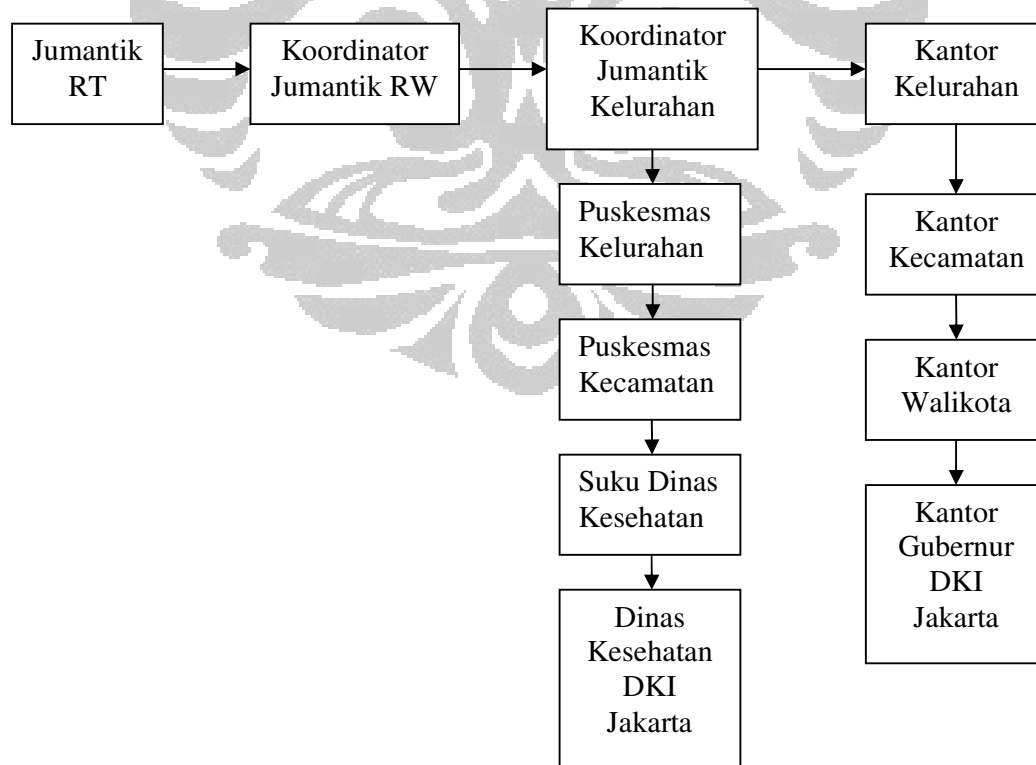 Jumantik
RT
Koordinator
Jumantik RW
Koordinator
Jumantik
Kelurahan
Kantor
Kelurahan
Puskesmas
Kelurahan
Kantor
Kecamatan
Puskesmas
Kecamatan
Kantor
Walikota
Suku Dinas
Kesehatan
Kantor
Gubernur
DKI
Jakarta
Dinas
Kesehatan
DKI
Jakarta